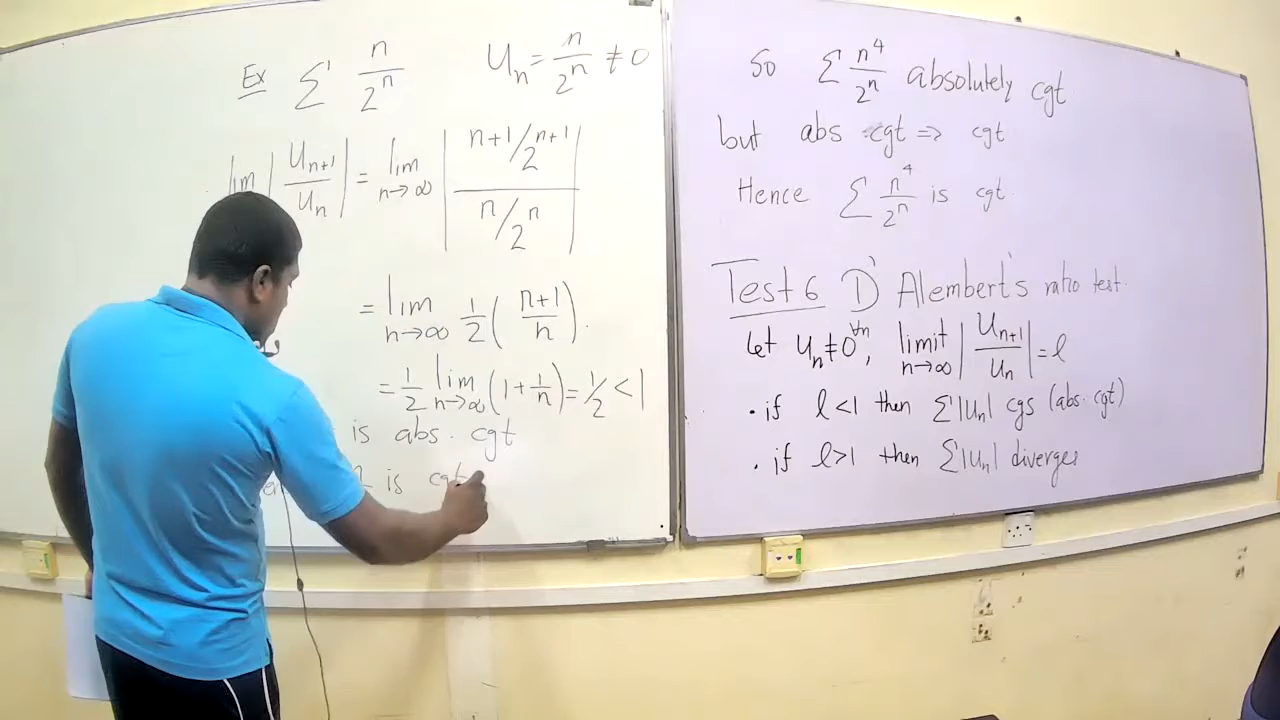 Ex ∑ n/2^n U_n = n/2^n ≠ 0
lim |U_{n+1}/U_n| = lim_{n→∞} |(n+1/2^{n+1})/(n/2^n)|
= lim_{n→∞} 1/2 (n+1/n).
= 1/2 lim_{n→∞} (1 + 1/n) = 1/2 < 1
is abs. cgt
is cgt
So ∑ n^4/2^n absolutely cgt
but abs cgt ⇒ cgt
Hence ∑ n^4/2^n is cgt.
Test 6 D'Alembert's ratio test.
Let U_n ≠ 0 ∀n, limit_{n→∞} |U_{n+1}/U_n| = l
• if l < 1 then ∑|U_n| cgs (abs. cgt)
• if l > 1 then ∑|U_n| diverges